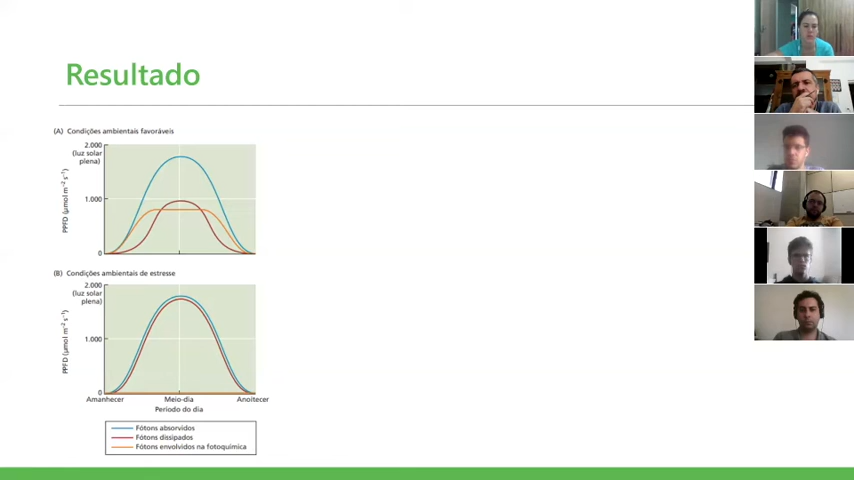 Resultado
(A) Condições ambientais favoráveis
2.000
(luz solar
plena)
1.000
0
PPFD (μmol m⁻² s⁻¹)
(B) Condições ambientais de estresse
2.000
(luz solar
plena)
1.000
0
PPFD (μmol m⁻² s⁻¹)
Amanhecer Meio-dia Anoitecer
Período do dia
Fótons absorvidos
Fótons dissipados
Fótons envolvidos na fotoquímica